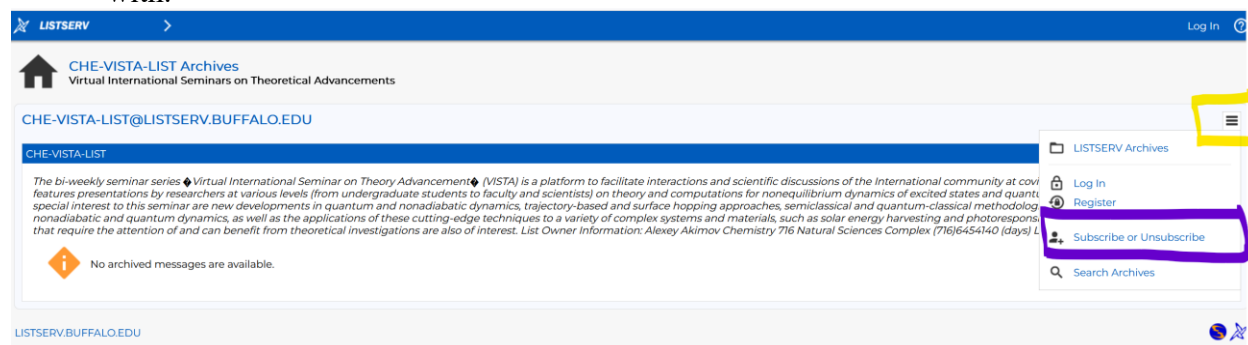 with.
LISTSERV
Log In
CHE-VISTA-LIST Archives
Virtual International Seminars on Theoretical Advancements
CHE-VISTA-LIST@LISTSERV.BUFFALO.EDU
CHE-VISTA-LIST
The bi-weekly seminar series �Virtual International Seminar on Theory Advancement� (VISTA) is a platform to facilitate interactions and scientific discussions of the International community at covi
features presentations by researchers at various levels (from undergraduate students to faculty and scientists) on theory and computations for nonequilibrium dynamics of excited states and quantu
special interest to this seminar are new developments in quantum and nonadiabatic dynamics, trajectory-based and surface hopping approaches, semiclassical and quantum-classical methodolog
nonadiabatic and quantum dynamics, as well as the applications of these cutting-edge techniques to a variety of complex systems and materials, such as solar energy harvesting and photorespons
that require the attention of and can benefit from theoretical investigations are also of interest. List Owner Information: Alexey Akimov Chemistry 716 Natural Sciences Complex (716)6454140 (days) L
No archived messages are available.
LISTSERV Archives
Log In
Register
Subscribe or Unsubscribe
Search Archives
LISTSERV.BUFFALO.EDU